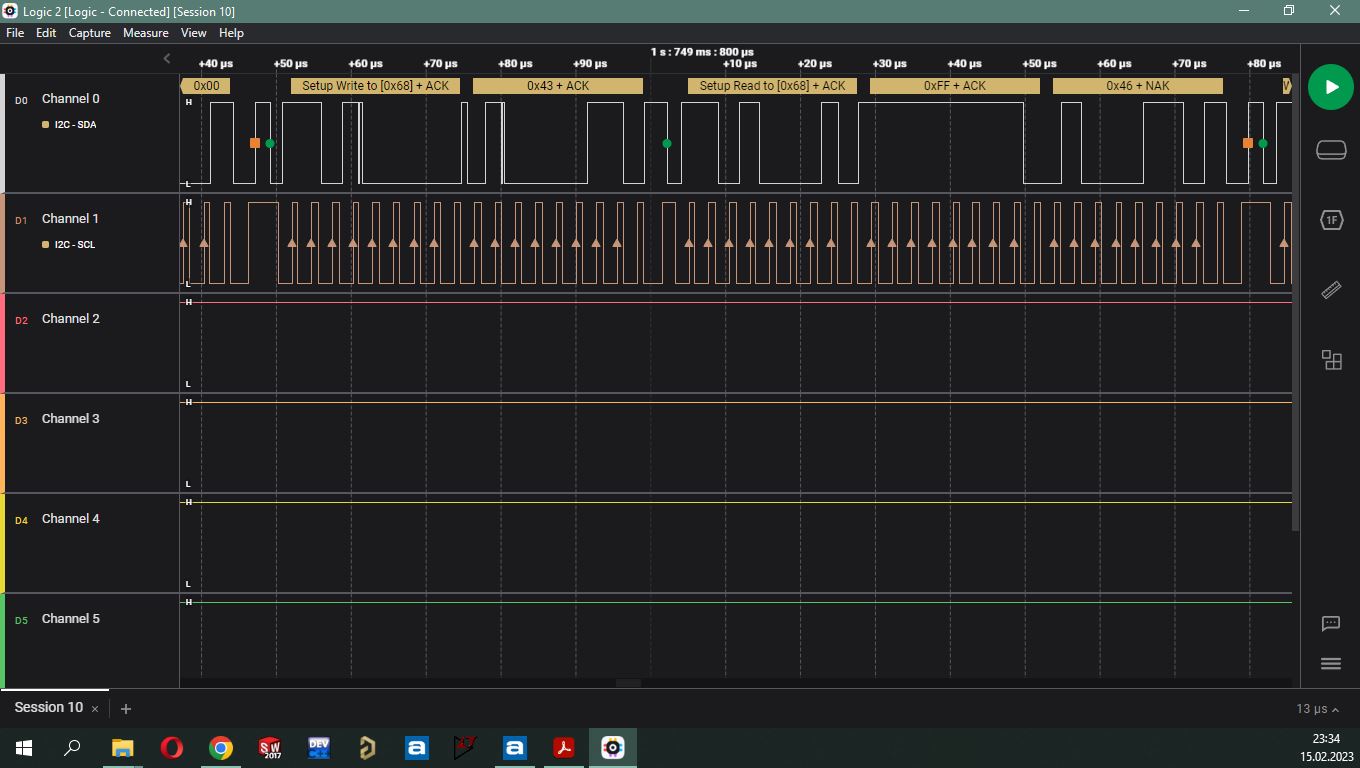 Logic 2 [Logic - Connected] [Session 10]
File Edit Capture Measure View Help
1 s : 749 ms : 800 µs
+40 µs +50 µs +60 µs +70 µs +80 µs +90 µs +10 µs +20 µs +30 µs +40 µs +50 µs +60 µs +70 µs +80 µs
0x00 Setup Write to [0x68] + ACK 0x43 + ACK Setup Read to [0x68] + ACK 0xFF + ACK 0x46 + NAK
D0 Channel 0 H
I2C - SDA
L
D1 Channel 1 H
I2C - SCL
L
1F
D2 Channel 2 H
L
D3 Channel 3 H
L
D4 Channel 4 H
L
D5 Channel 5 H
Session 10 × +
13 µs
SW DEV C++ a a
2017
23:34
15.02.2023